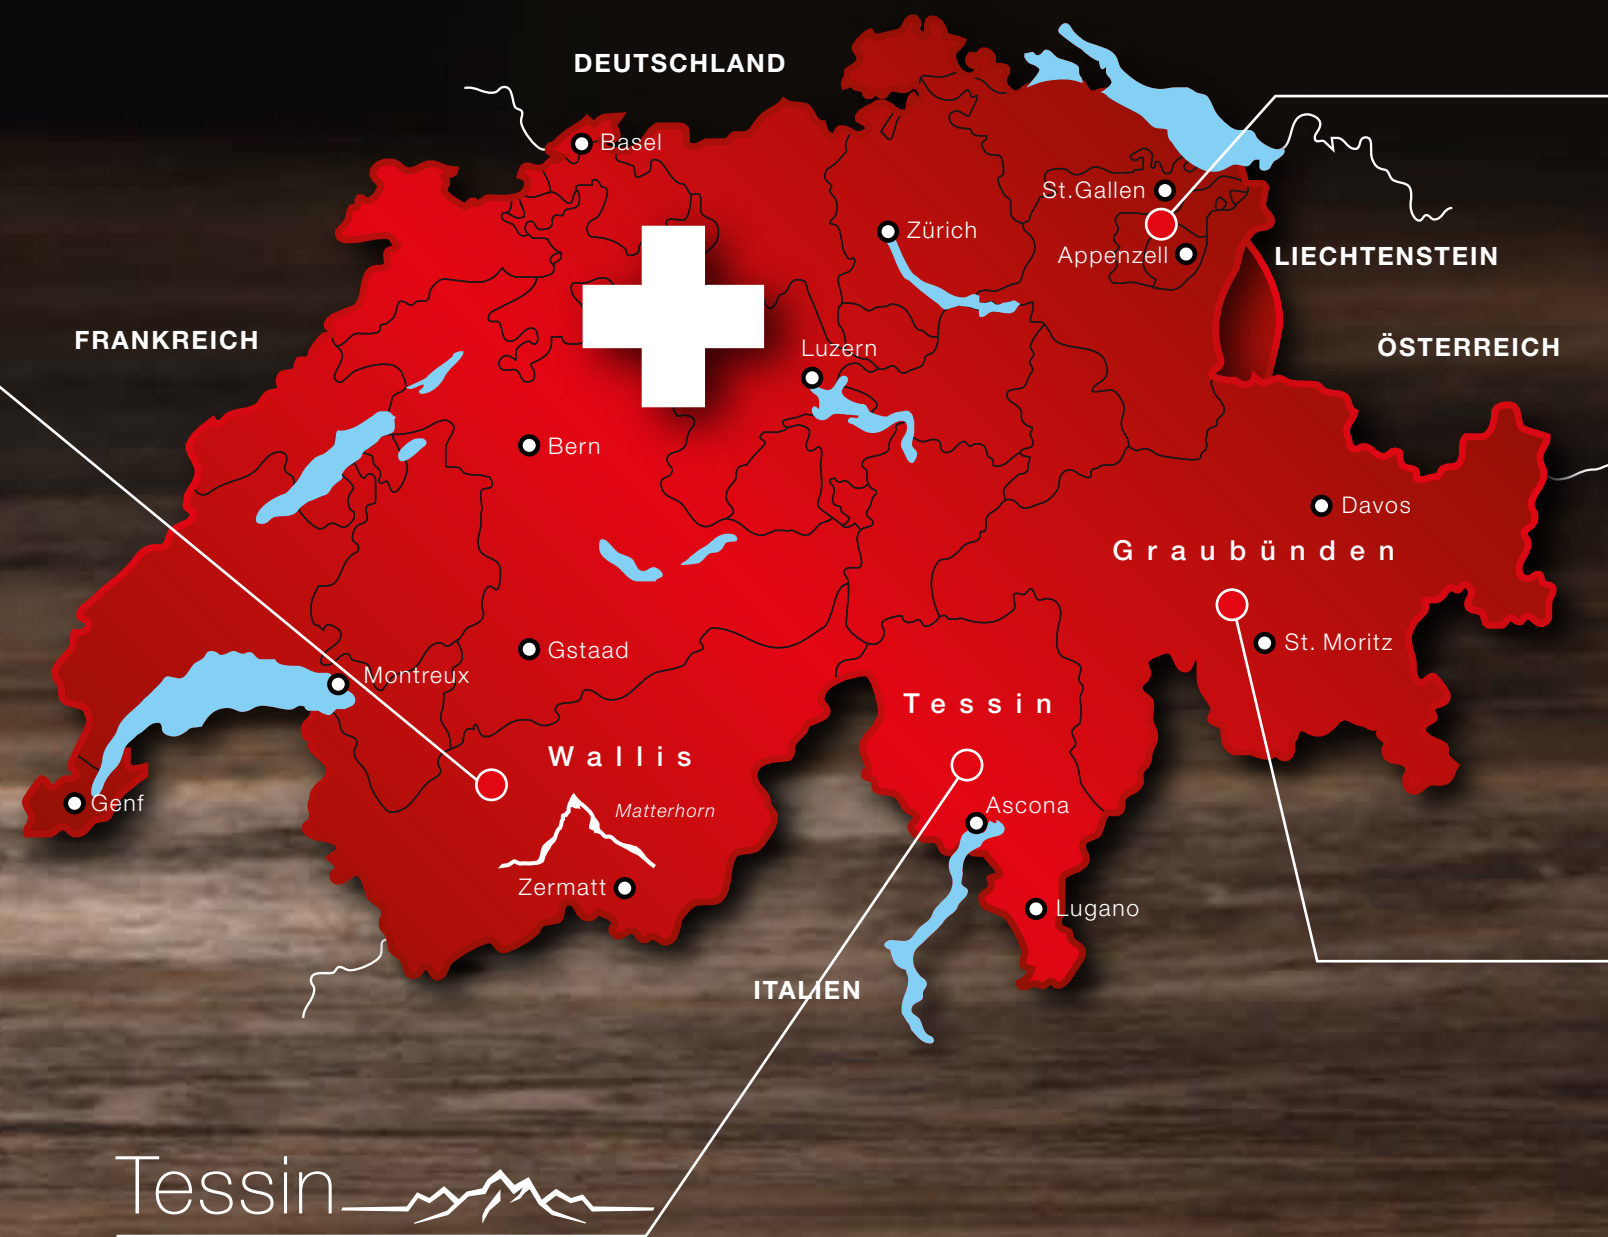 DEUTSCHLAND
Basel
St.Gallen
Zürich
Appenzell
LIECHTENSTEIN
FRANKREICH
ÖSTERREICH
Luzern
Bern
Davos
Graubünden
Gstaad
St. Moritz
Montreux
Tessin
Wallis
Genf
Matterhorn
Ascona
Zermatt
Lugano
ITALIEN
Tessin